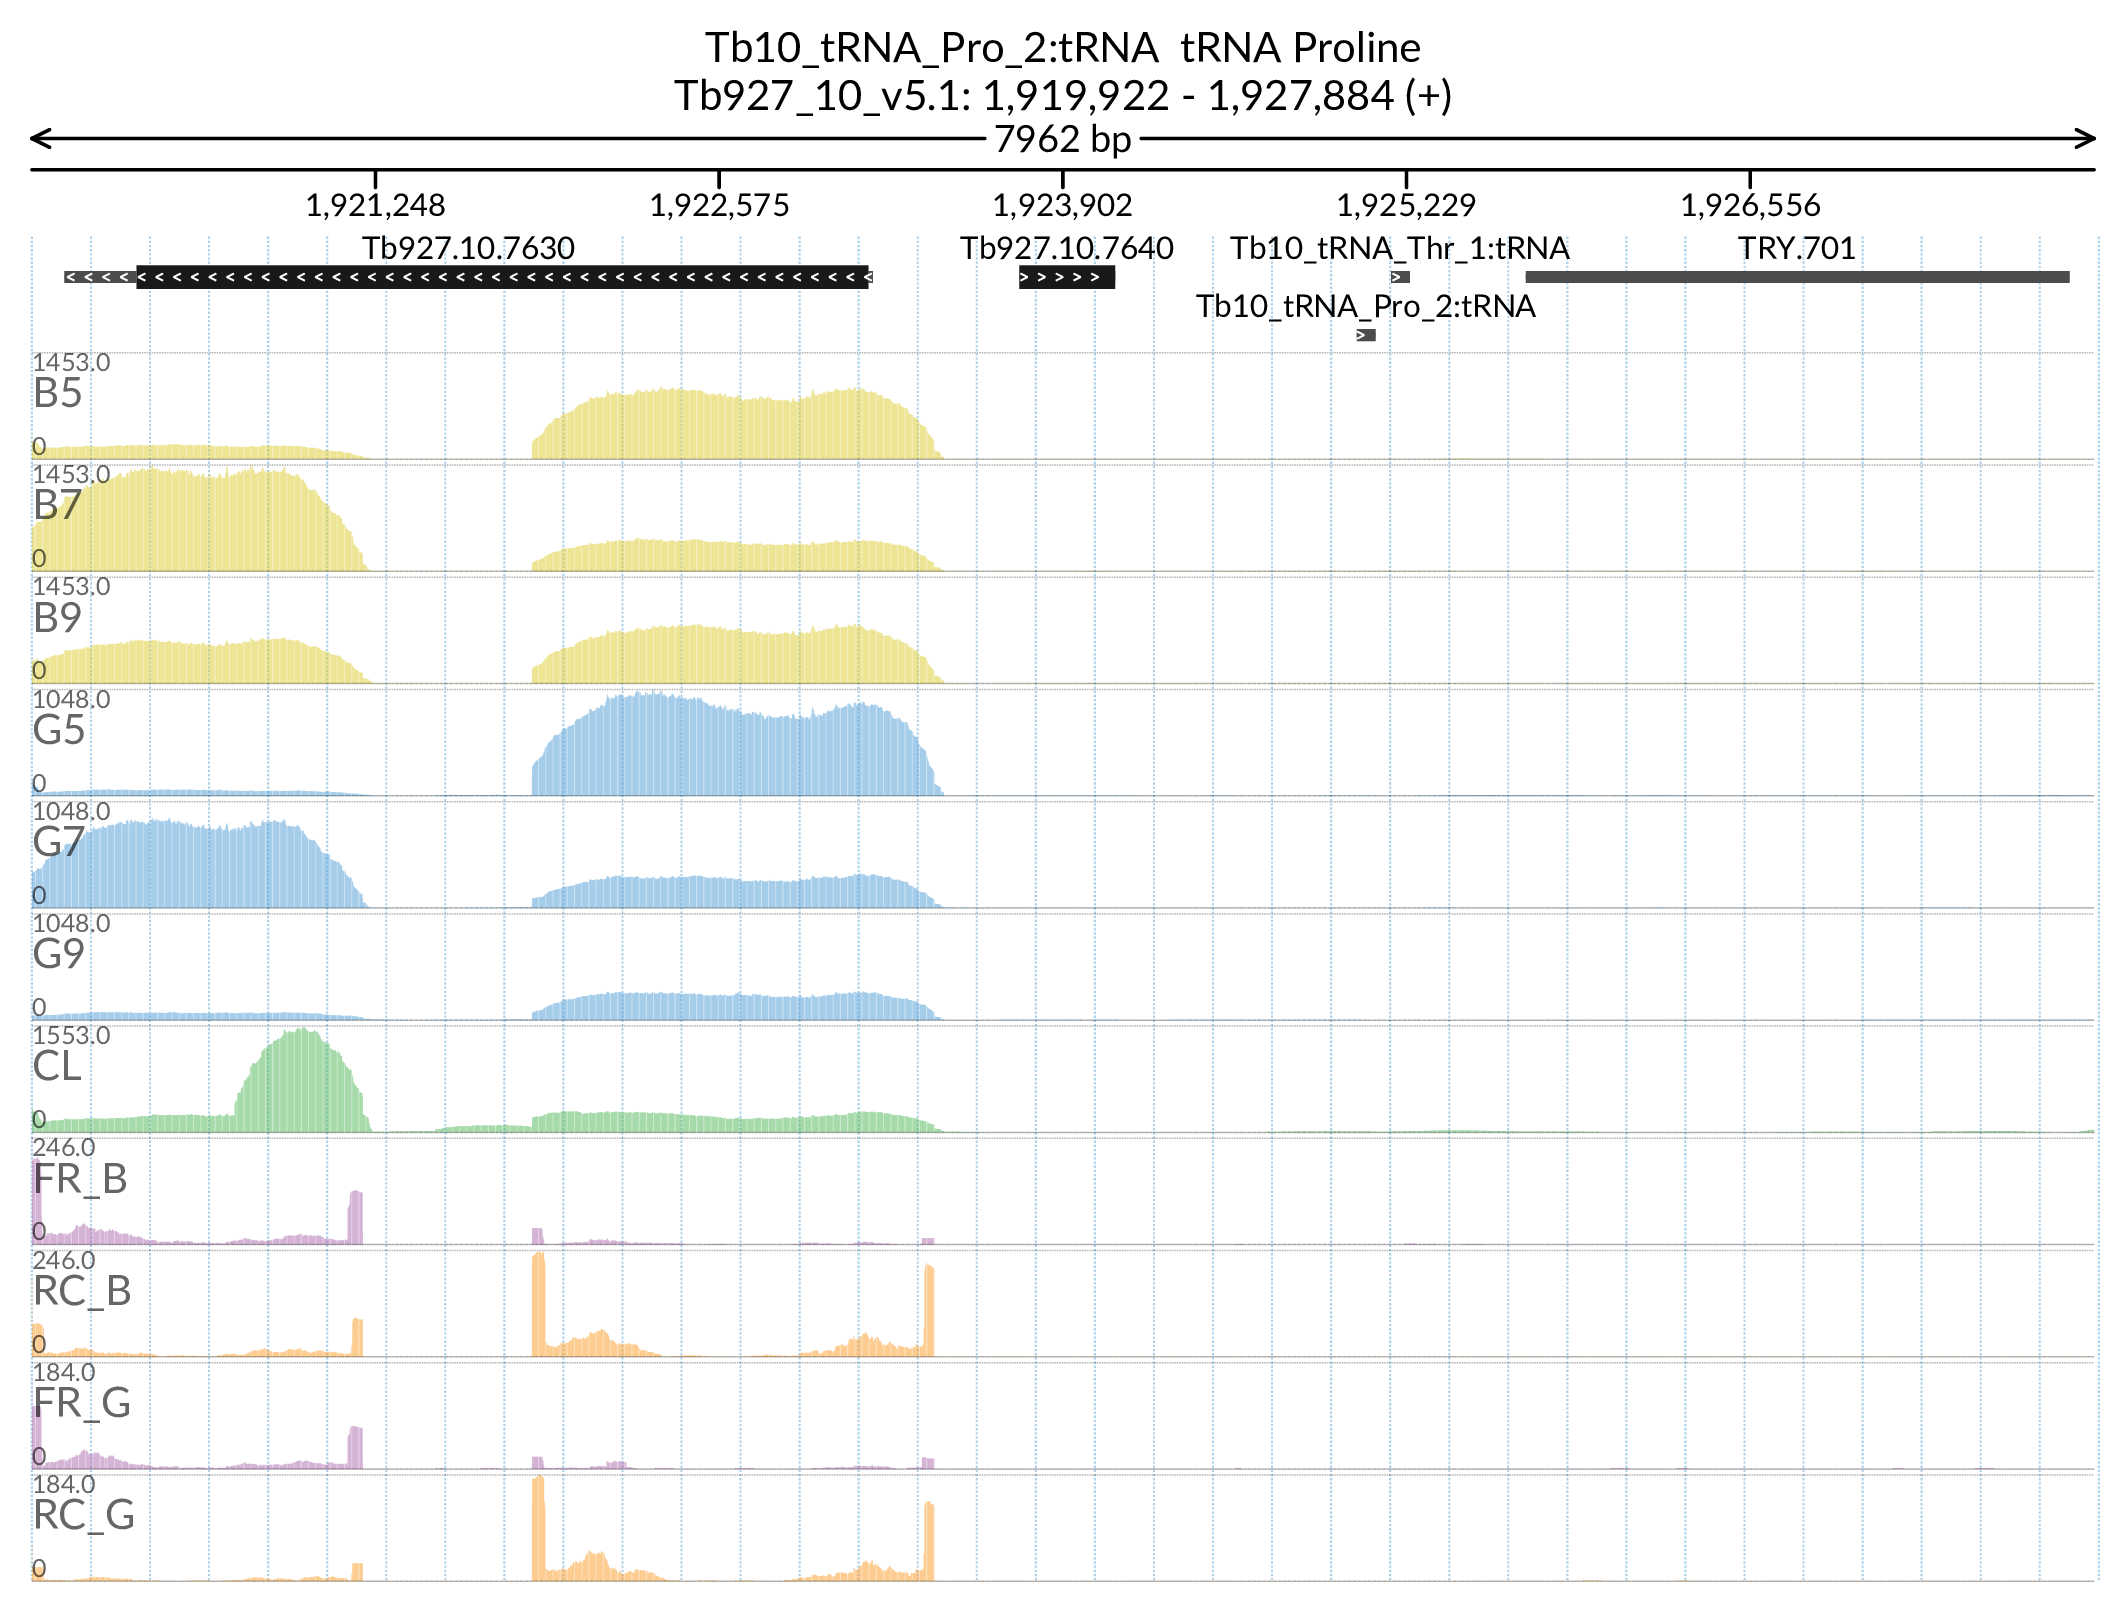 Tb10_tRNA_Pro_2:tRNA  tRNA Proline
Tb927_10_v5.1: 1,919,922 - 1,927,884 (+)
7962 bp
1,921,248 1,922,575 1,923,902 1,925,229 1,926,556
Tb927.10.7630 Tb927.10.7640 Tb10_tRNA_Thr_1:tRNA TRY.701
Tb10_tRNA_Pro_2:tRNA
1453.0
B5
0
1453.0
B7
0
1453.0
B9
0
1048.0
G5
0
1048.0
G7
0
1048.0
G9
0
1553.0
CL
0
246.0
FR_B
0
246.0
RC_B
0
184.0
FR_G
0
184.0
RC_G
0